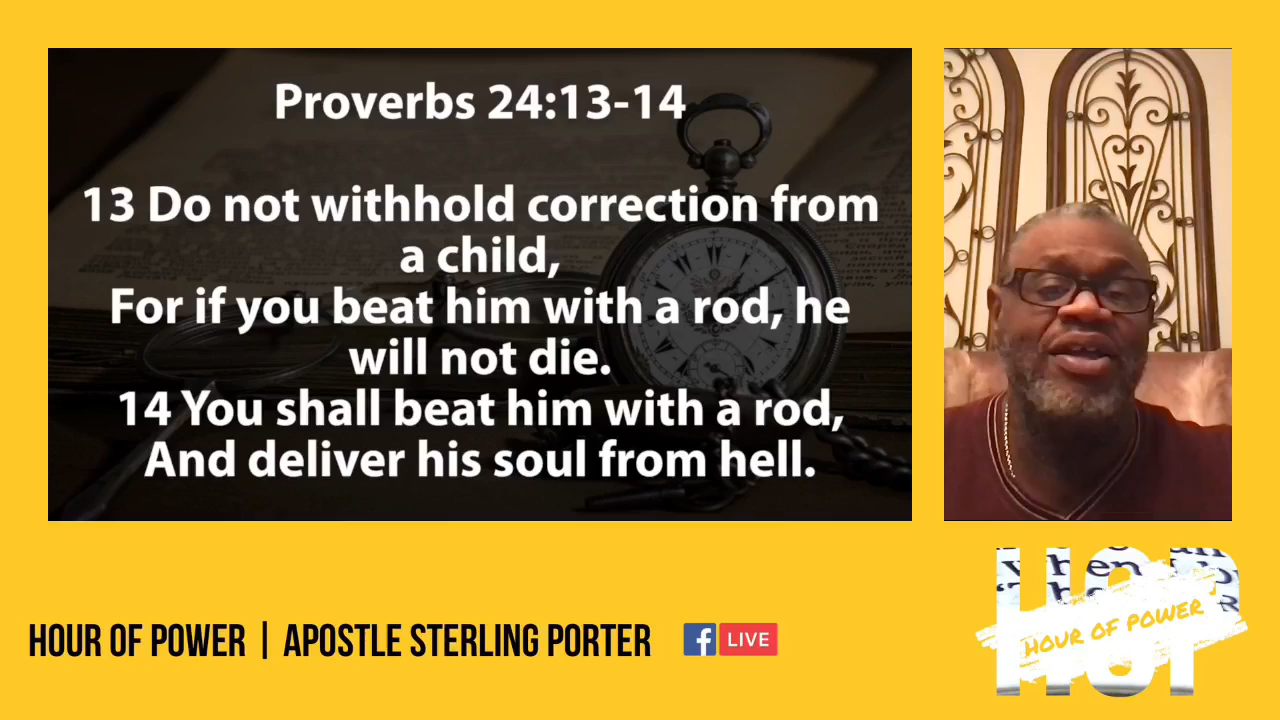 Proverbs 24:13-14
13 Do not withhold correction from
a child,
For if you beat him with a rod, he
will not die.
14 You shall beat him with a rod,
And deliver his soul from hell.
HOUR OF POWER | APOSTLE STERLING PORTER
f LIVE
HOP
HOUR OF POWER